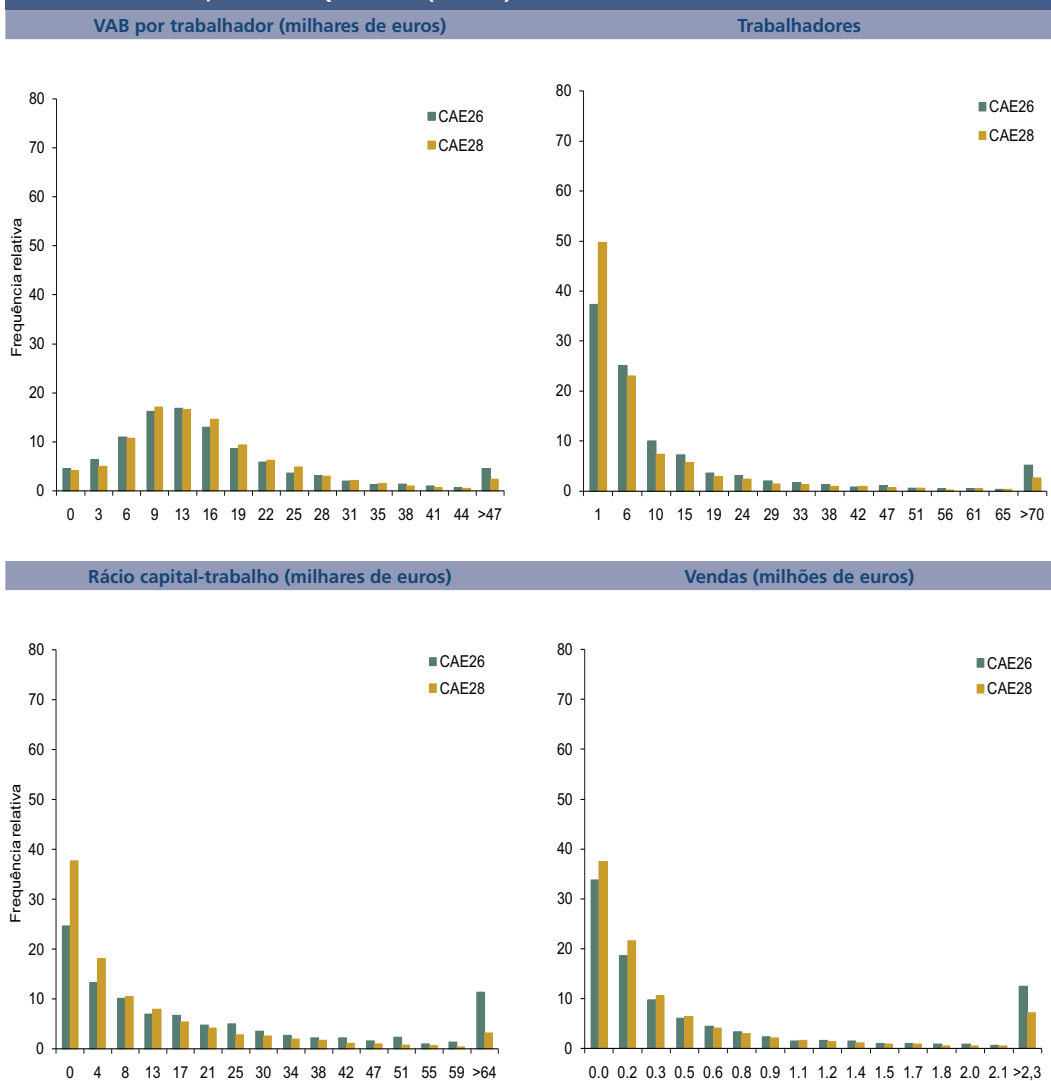 VAB por trabalhador (milhares de euros)
Trabalhadores
Frequência relativa
80
70
60
50
40
30
20
10
0
0 3 6 9 13 16 19 22 25 28 31 35 38 41 44 >47
CAE26
CAE28
80
70
60
50
40
30
20
10
0
1 6 10 15 19 24 29 33 38 42 47 51 56 61 65 >70
CAE26
CAE28
Rácio capital-trabalho (milhares de euros)
Vendas (milhões de euros)
Frequência relativa
80
70
60
50
40
30
20
10
0
0 4 8 13 17 21 25 30 34 38 42 47 51 55 59 >64
CAE26
CAE28
80
70
60
50
40
30
20
10
0
0.0 0.2 0.3 0.5 0.6 0.8 0.9 1.1 1.2 1.4 1.5 1.7 1.8 2.0 2.1 >2,3
CAE26
CAE28